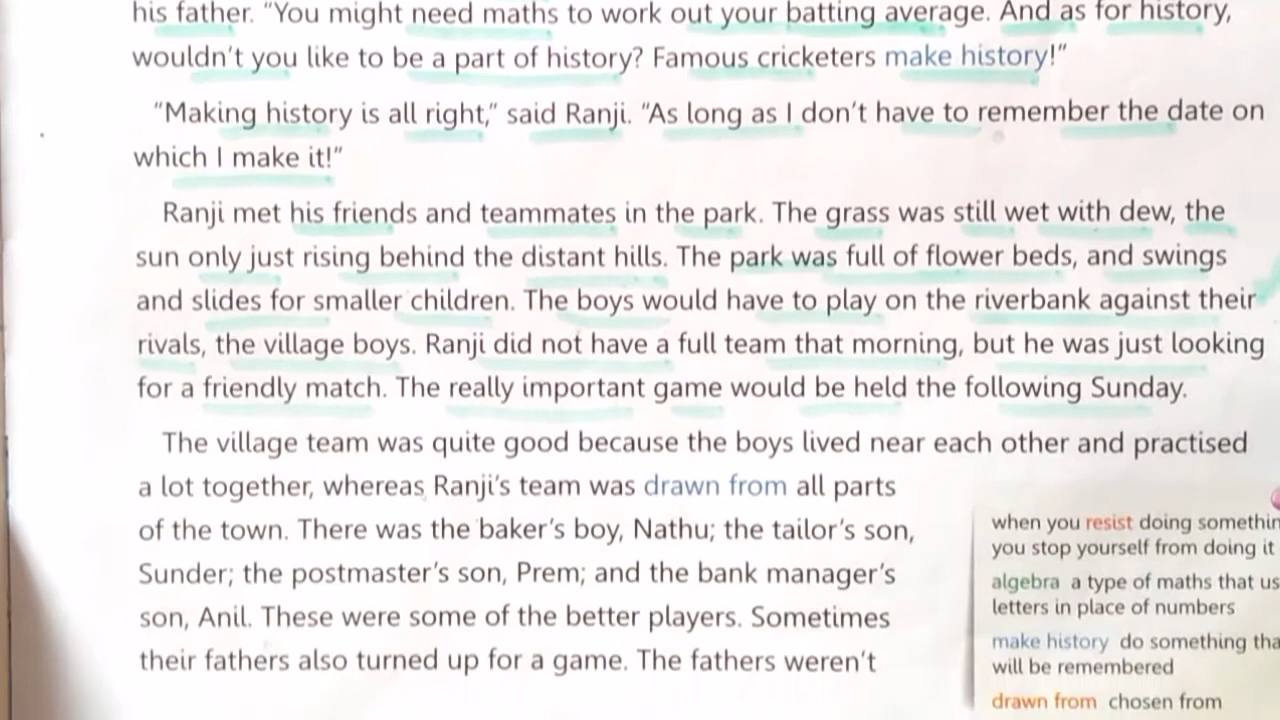 his father. “You might need maths to work out your batting average. And as for history,
wouldn’t you like to be a part of history? Famous cricketers make history!”
“Making history is all right,” said Ranji. “As long as I don’t have to remember the date on
which I make it!”
Ranji met his friends and teammates in the park. The grass was still wet with dew, the
sun only just rising behind the distant hills. The park was full of flower beds, and swings
and slides for smaller children. The boys would have to play on the riverbank against their
rivals, the village boys. Ranji did not have a full team that morning, but he was just looking
for a friendly match. The really important game would be held the following Sunday.
The village team was quite good because the boys lived near each other and practised
a lot together, whereas Ranji’s team was drawn from all parts
of the town. There was the baker’s boy, Nathu; the tailor’s son,
Sunder; the postmaster’s son, Prem; and the bank manager’s
son, Anil. These were some of the better players. Sometimes
their fathers also turned up for a game. The fathers weren’t
when you resist doing somethin
you stop yourself from doing it
algebra a type of maths that us
letters in place of numbers
make history do something tha
will be remembered
drawn from chosen from